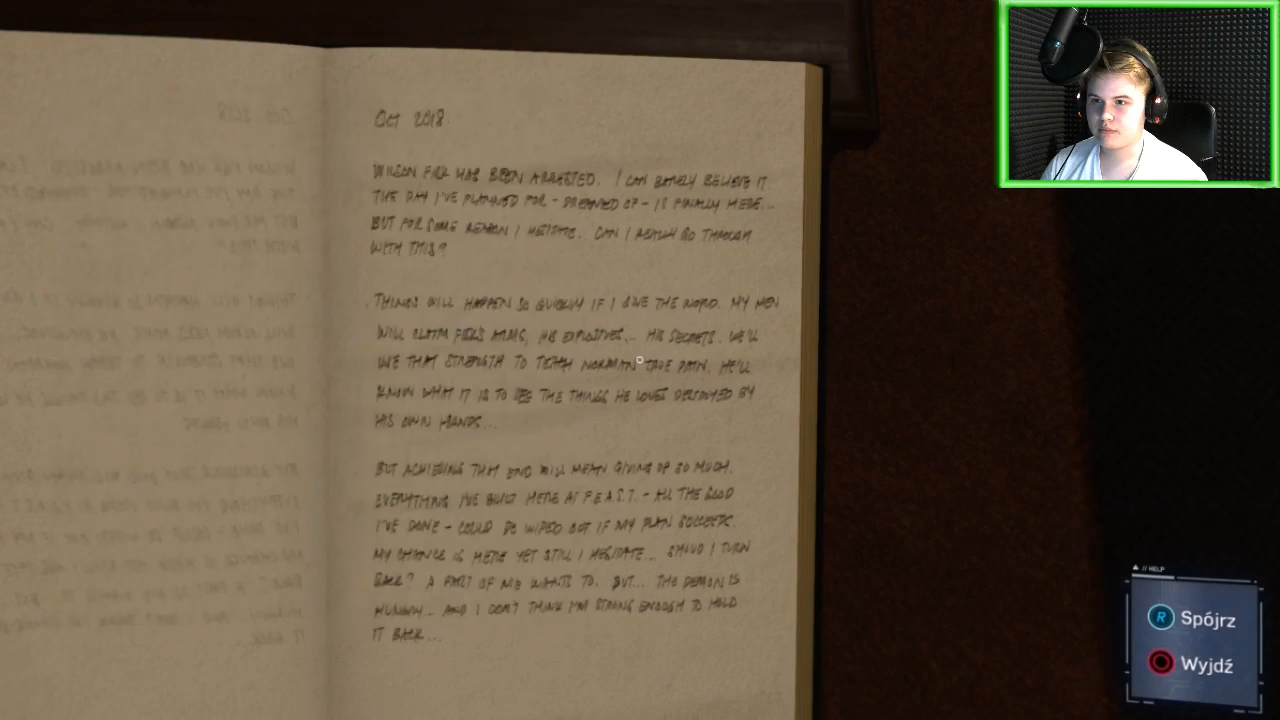 Oct 2018.
WILSON FISK HAS BEEN ARRESTED. I CAN BARELY BELIEVE IT
THE DAY I'VE PLANNED FOR - DREAMED OF - IS FINALLY HERE...
BUT FOR SOME REASON I HESITATE. CAN I REALLY GO THROUGH
WITH THIS?
THINGS WILL HAPPEN SO QUICKLY IF I GIVE THE WORD. MY MEN
WILL CLAIM FISK'S ARMS, HIS EXPLOSIVES... HIS SECRETS. WE'LL
USE THAT STRENGTH TO TEACH NORMAN TRUE PAIN. HE'LL
KNOW WHAT IT IS TO SEE THE THINGS HE LOVES DESTROYED BY
HIS OWN HANDS...
BUT ACHIEVING THAT END WILL MEAN GIVING UP SO MUCH.
EVERYTHING I'VE BUILT HERE AT F.E.A.S.T. - ALL THE GOOD
I'VE DONE - COULD BE WIPED OUT IF MY PLAN SUCCEEDS.
MY CHANCE IS HERE YET STILL I HESITATE... SHOULD I TURN
BACK? A PART OF ME WANTS TO. BUT... THE DEMON IS
HUNGRY... AND I DON'T THINK I'M STRONG ENOUGH TO HOLD
IT BACK...
// HELP
R Spójrz
Wyjdź